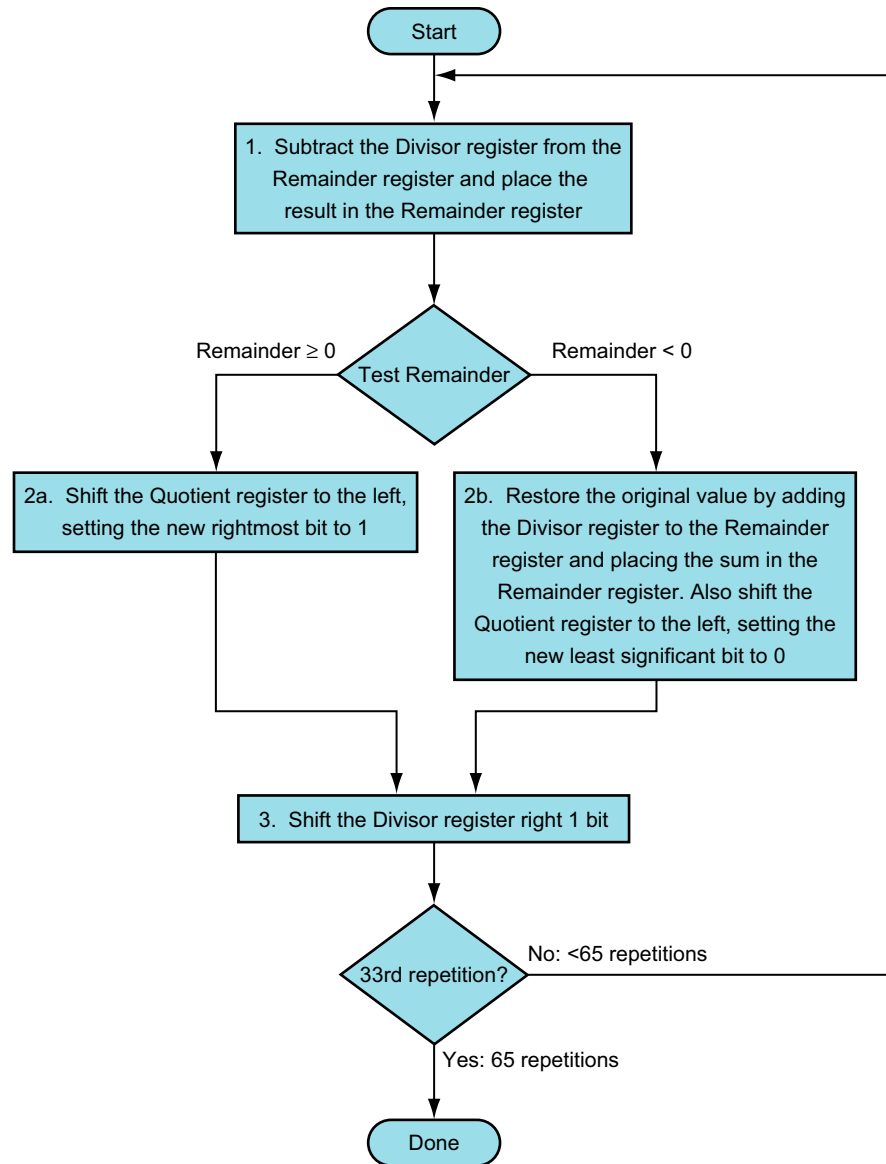 Start
1. Subtract the Divisor register from the
Remainder register and place the
result in the Remainder register
Remainder ≥ 0
Remainder < 0
Test Remainder
2a. Shift the Quotient register to the left,
setting the new rightmost bit to 1
2b. Restore the original value by adding
the Divisor register to the Remainder
register and placing the sum in the
Remainder register. Also shift the
Quotient register to the left, setting the
new least significant bit to 0
3. Shift the Divisor register right 1 bit
33rd repetition?
No: <65 repetitions
Yes: 65 repetitions
Done